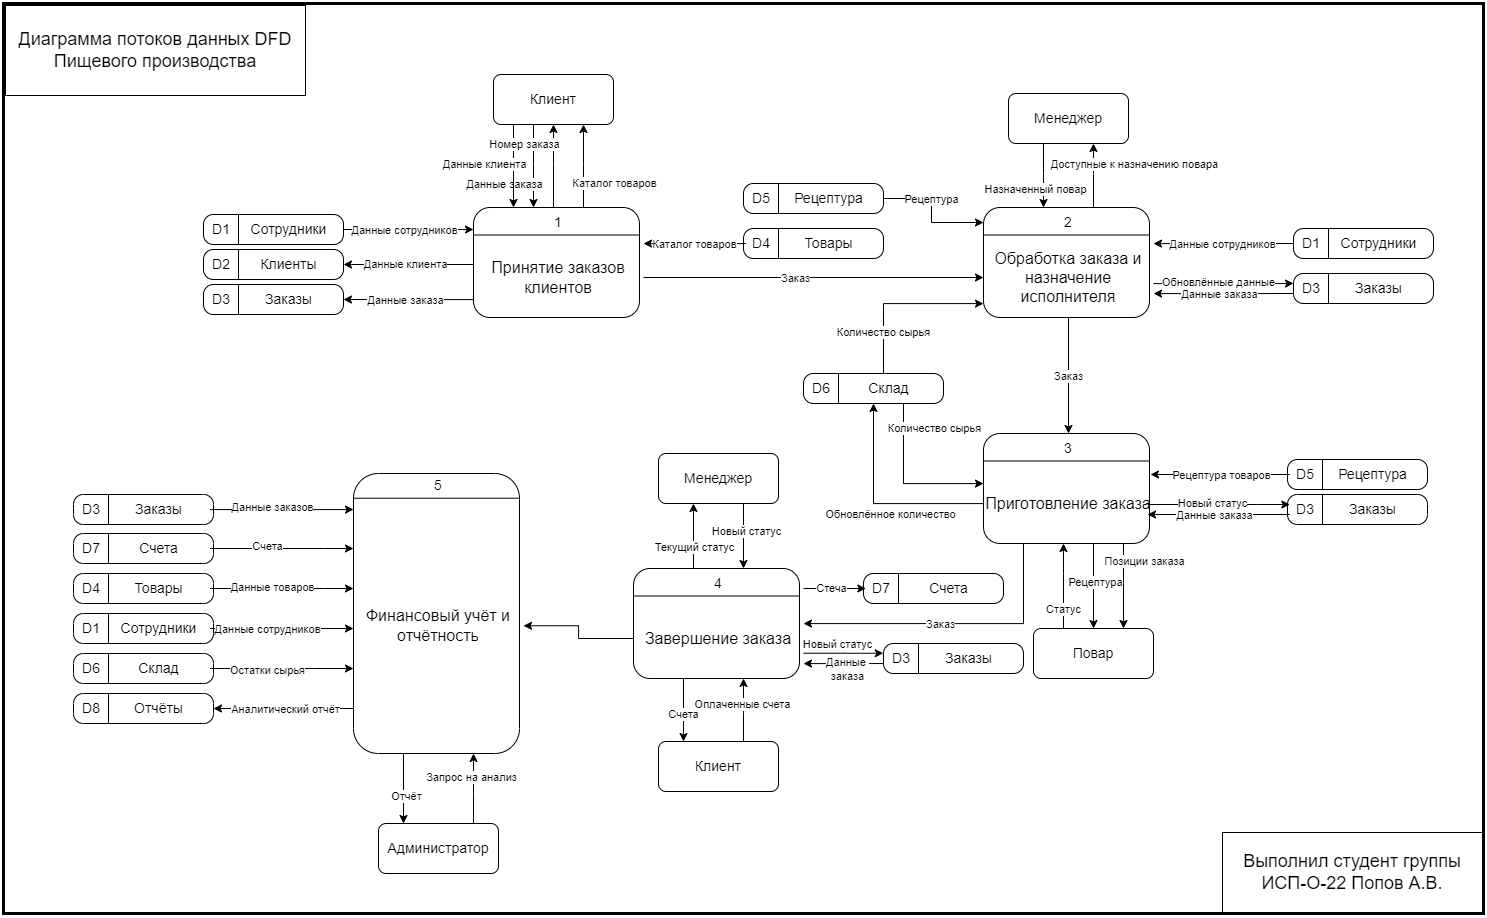 Диаграмма потоков данных DFD
Пищевого производства
Клиент
Номер заказа
Данные клиента
Данные заказа
Каталог товаров
Менеджер
Доступные к назначению повара
Назначенный повар
D5 Рецептура
Рецептура
D4 Товары
Каталог товаров
D1 Сотрудники
Данные сотрудников
D2 Клиенты
Данные клиента
D3 Заказы
Данные заказа
1
Принятие заказов
клиентов
Заказ
2
Обработка заказа и
назначение
исполнителя
Данные сотрудников
D1 Сотрудники
Обновлённые данные
Данные заказа
D3 Заказы
Количество сырья
D6 Склад
Количество сырья
Обновлённое количество
Заказ
3
Приготовление заказа
Рецептура товаров
D5 Рецептура
Новый статус
Данные заказа
D3 Заказы
Позиции заказа
Рецептура
Статус
Повар
Заказ
Менеджер
Новый статус
Текущий статус
4
Завершение заказа
Стеча
D7 Счета
Новый статус
Данные
заказа
D3 Заказы
Оплаченные счета
Счета
Клиент
5
Финансовый учёт и
отчётность
D3 Заказы
Данные заказов
D7 Счета
Счета
D4 Товары
Данные товаров
D1 Сотрудники
Данные сотрудников
D6 Склад
Остатки сырья
D8 Отчёты
Аналитический отчёт
Запрос на анализ
Отчёт
Администратор
Выполнил студент группы
ИСП-О-22 Попов А.В.